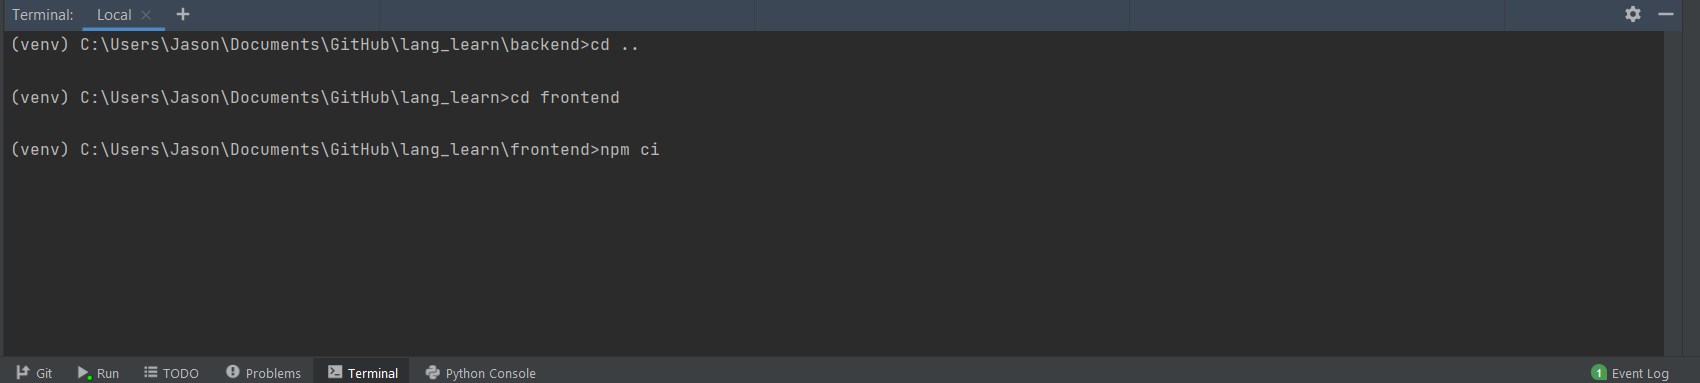 Terminal: Local
(venv) C:\Users\Jason\Documents\GitHub\lang_learn\backend>cd ..
(venv) C:\Users\Jason\Documents\GitHub\lang_learn>cd frontend
(venv) C:\Users\Jason\Documents\GitHub\lang_learn\frontend>npm ci
Git Run TODO Problems Terminal Python Console 1 Event Log